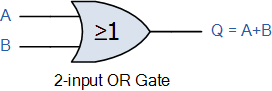 A
B
≥1
Q = A+B
2-input OR Gate